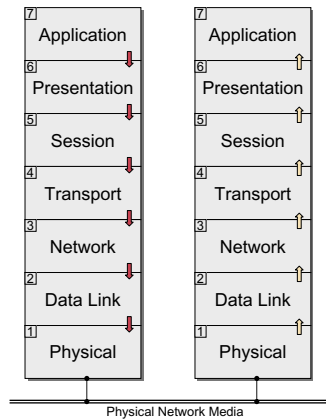 7
Application
6
Presentation
5
Session
4
Transport
3
Network
2
Data Link
1
Physical
7
Application
6
Presentation
5
Session
4
Transport
3
Network
2
Data Link
1
Physical
Physical Network Media